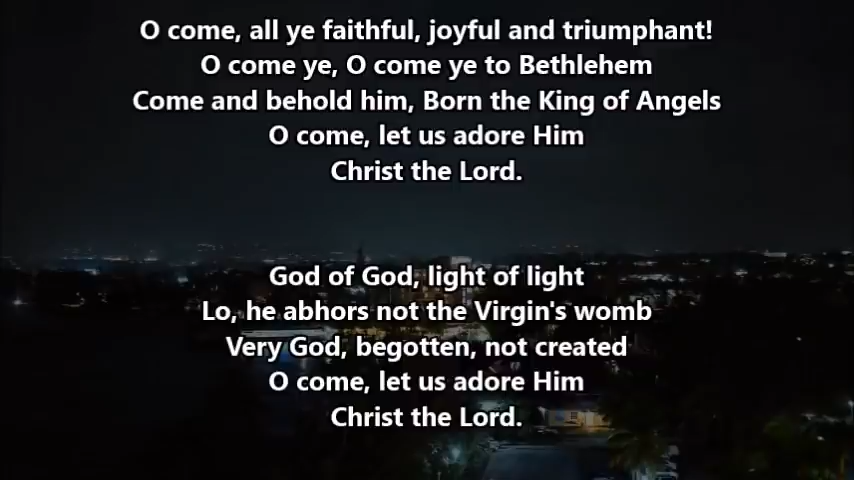 O come, all ye faithful, joyful and triumphant!
O come ye, O come ye to Bethlehem
Come and behold him, Born the King of Angels
O come, let us adore Him
Christ the Lord.
God of God, light of light
Lo, he abhors not the Virgin's womb
Very God, begotten, not created
O come, let us adore Him
Christ the Lord.